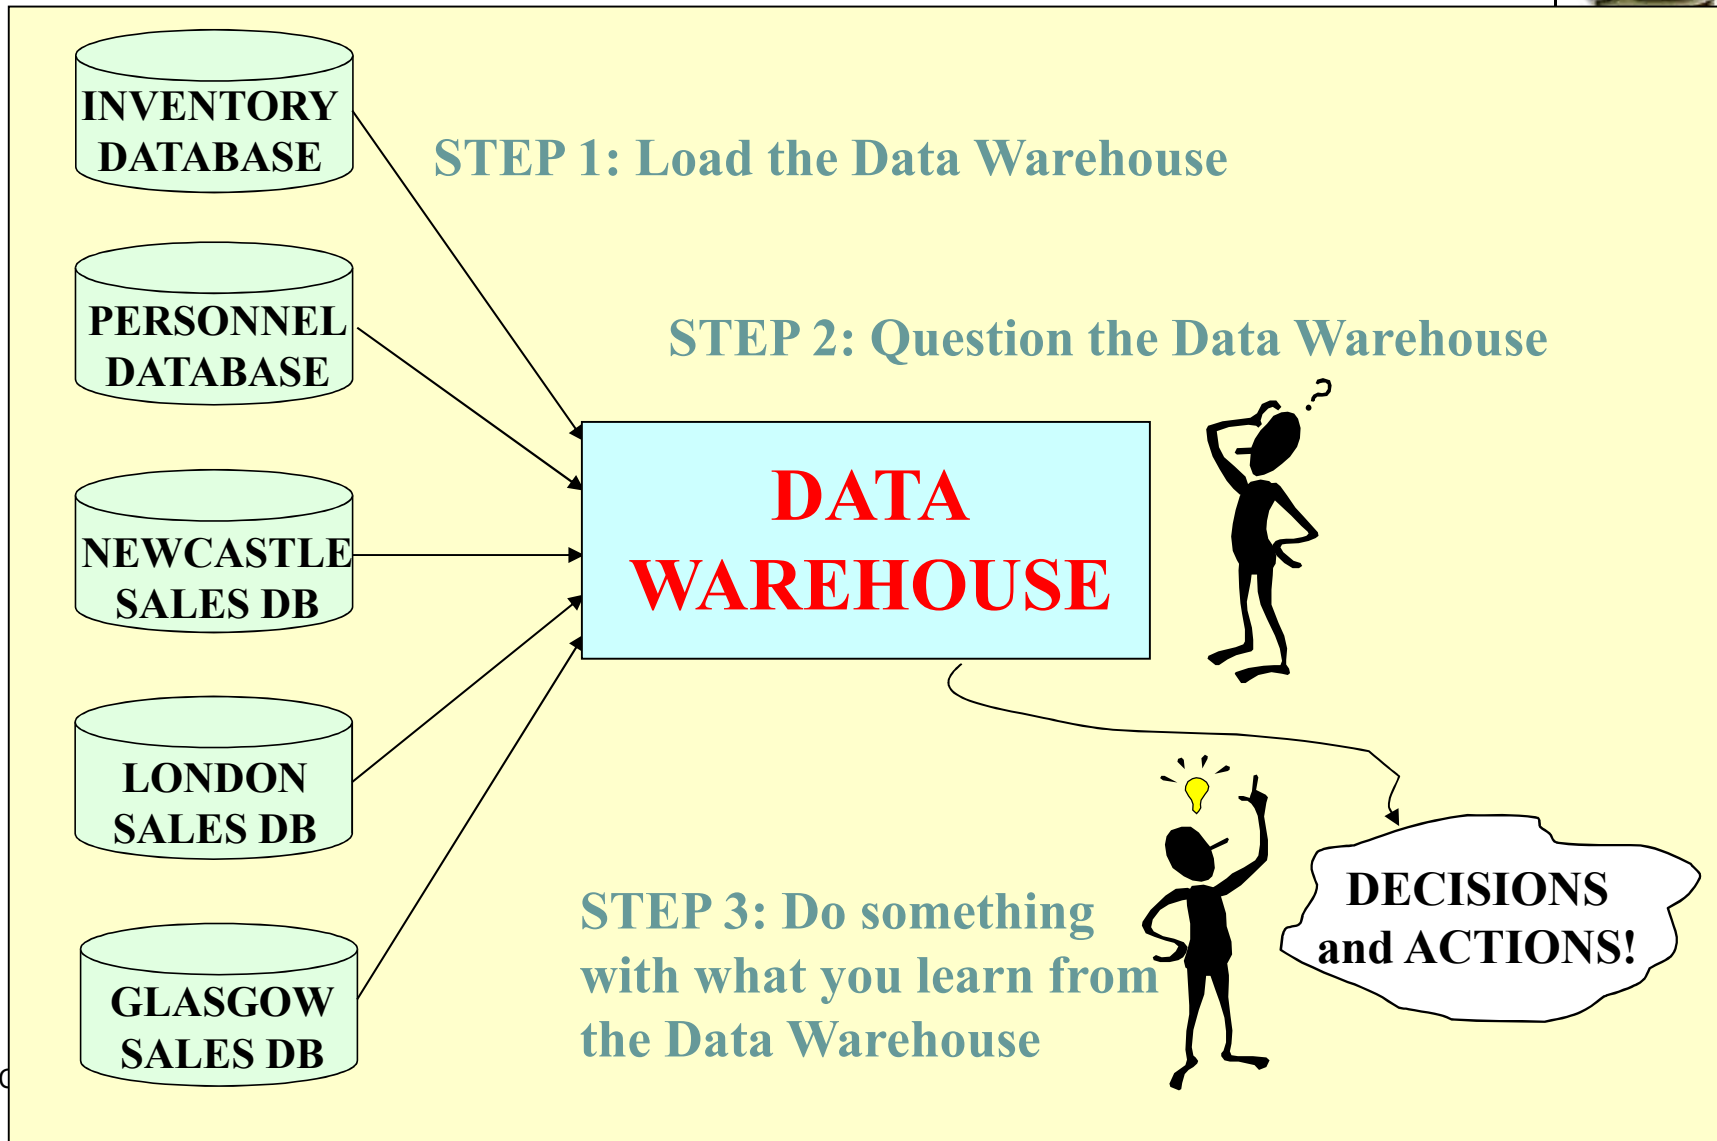 INVENTORY
DATABASE
STEP 1: Load the Data Warehouse
PERSONNEL
DATABASE
STEP 2: Question the Data Warehouse
?
DATA
WAREHOUSE
NEWCASTLE
SALES DB
LONDON
SALES DB
GLASGOW
SALES DB
STEP 3: Do something
with what you learn from
the Data Warehouse
DECISIONS
and ACTIONS!